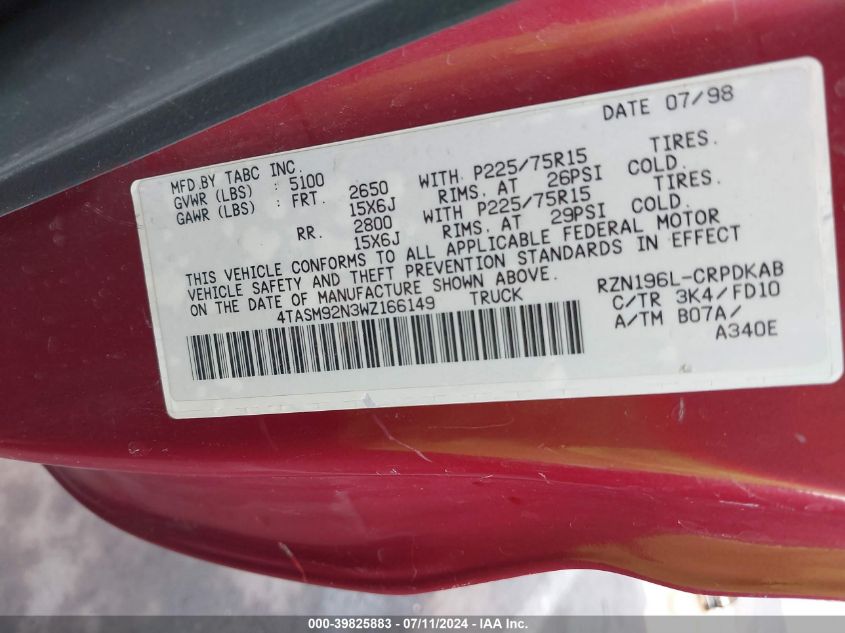 DATE 07/98
MFD.BY TABC INC.
GVWR (LBS) : 5100
GAWR (LBS) : FRT. 2650 WITH P225/75R15 TIRES.
15X6J RIMS. AT 26PSI COLD.
RR. 2800 WITH P225/75R15 TIRES.
15X6J RIMS. AT 29PSI COLD.
THIS VEHICLE CONFORMS TO ALL APPLICABLE FEDERAL MOTOR
VEHICLE SAFETY AND THEFT PREVENTION STANDARDS IN EFFECT
ON THE DATE OF MANUFACTURE SHOWN ABOVE.
4TASM92N3WZ166149 TRUCK
RZN196L-CRPDKAB
C/TR 3K4/FD10
A/TM B07A/
A340E
000-39825883 / 07/11/2024 - IAA Inc.